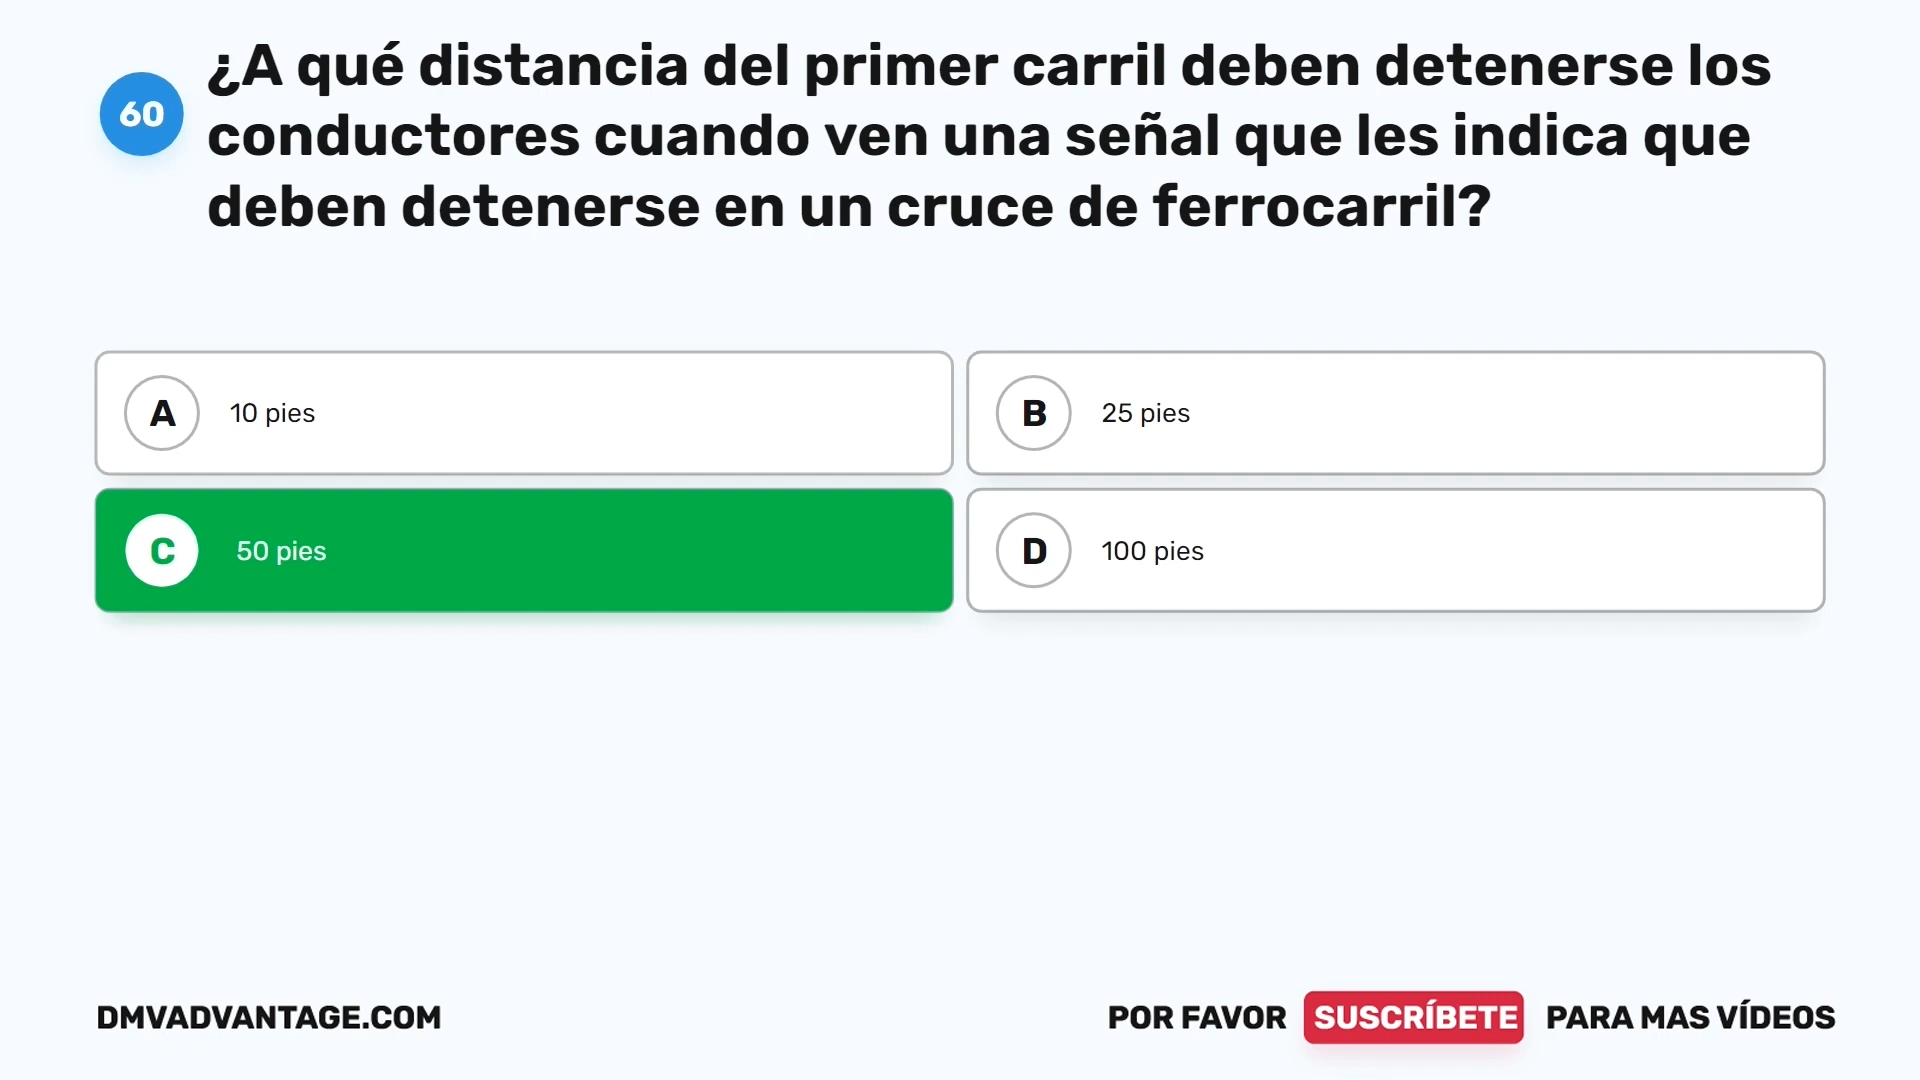 60
¿A qué distancia del primer carril deben detenerse los
conductores cuando ven una señal que les indica que
deben detenerse en un cruce de ferrocarril?
A 10 pies
B 25 pies
C 50 pies
D 100 pies
DMVADVANTAGE.COM
POR FAVOR SUSCRÍBETE PARA MAS VÍDEOS